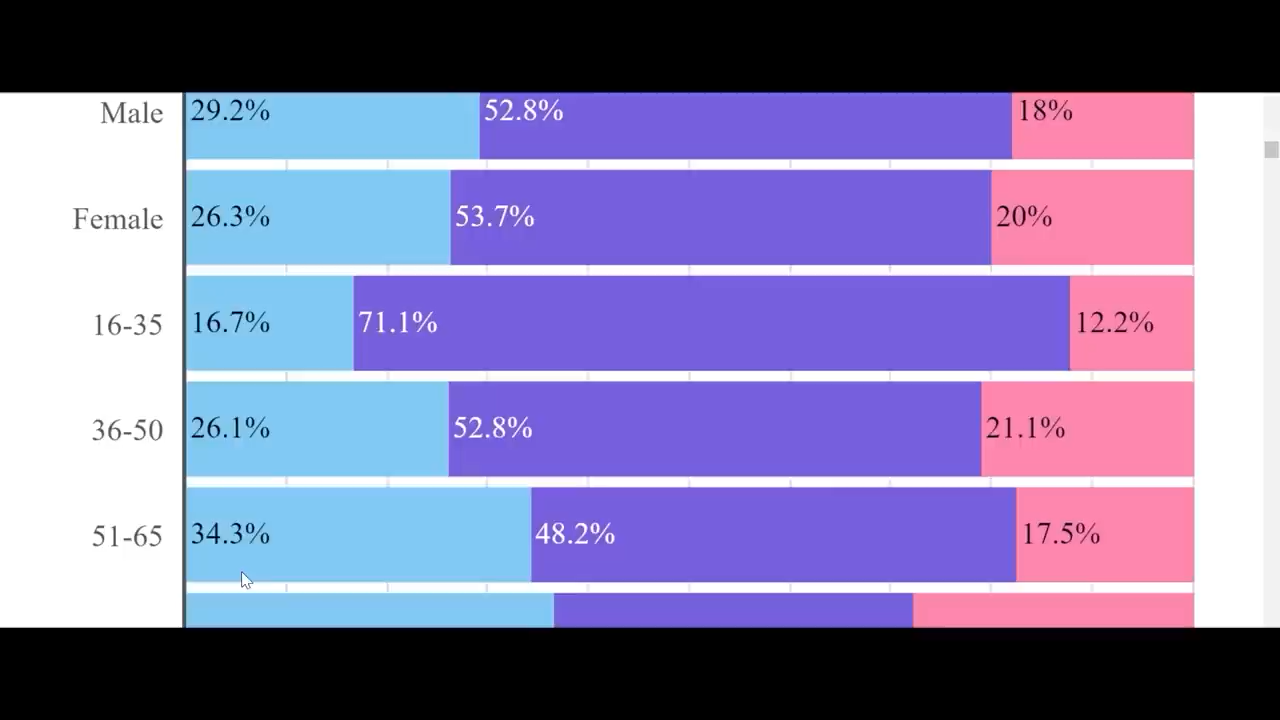 Male 29.2% 52.8% 18%
Female 26.3% 53.7% 20%
16-35 16.7% 71.1% 12.2%
36-50 26.1% 52.8% 21.1%
51-65 34.3% 48.2% 17.5%